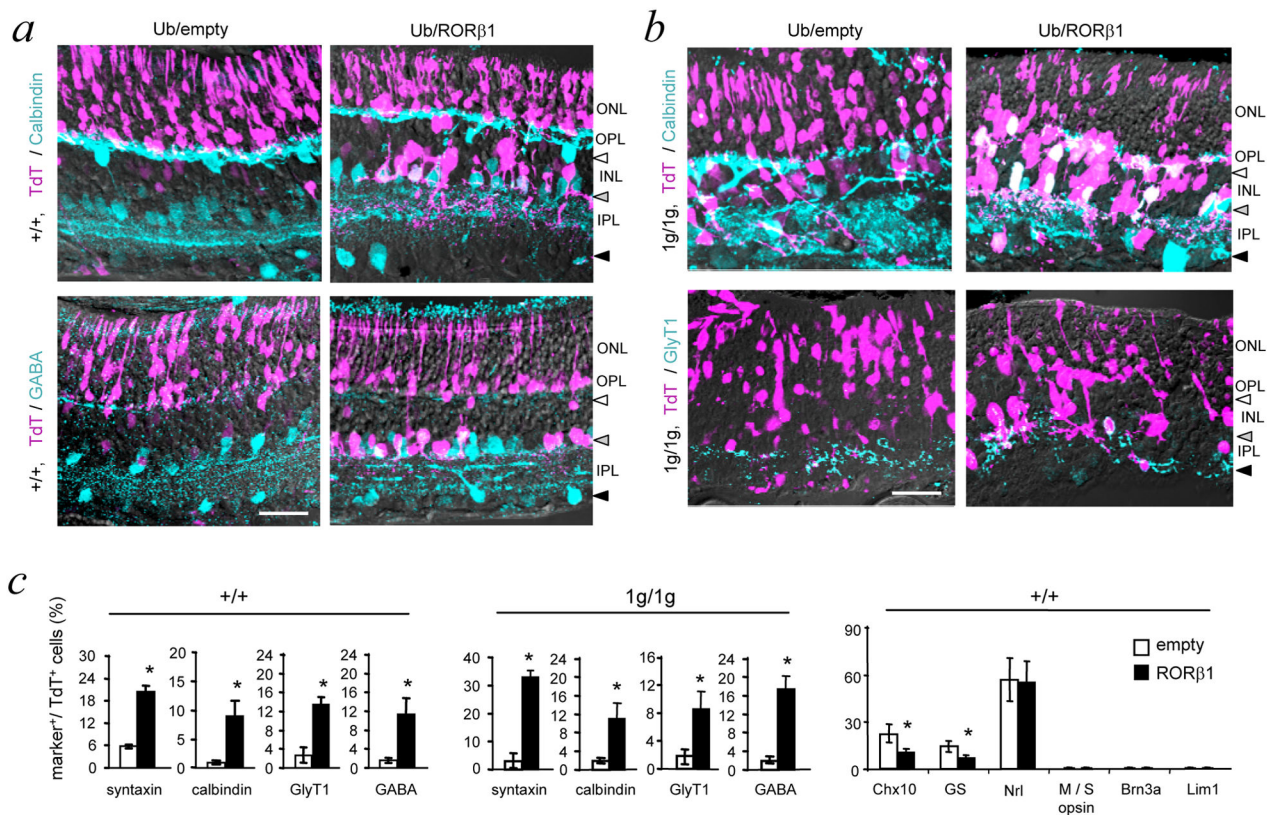 a
Ub/empty
Ub/RORβ1
+/+, TdT / Calbindin
ONL
OPL
INL
IPL
+/+, TdT / GABA
ONL
OPL
IPL
b
Ub/empty
Ub/RORβ1
1g/1g, TdT / Calbindin
ONL
OPL
INL
IPL
1g/1g, TdT / GlyT1
ONL
OPL
INL
IPL
c
marker+/ TdT+ cells (%)
+/+
30
24
18
12
6
0
*
syntaxin
20
15
10
5
0
*
calbindin
24
20
16
12
8
4
0
*
GlyT1
24
20
16
12
8
4
0
*
GABA
1g/1g
40
30
20
10
0
*
syntaxin
24
20
16
12
8
4
0
*
calbindin
16
12
8
4
0
*
GlyT1
24
20
16
12
8
4
0
*
GABA
+/+
90
60
30
0
*
*
empty
RORβ1
Chx10
GS
Nrl
M / S
opsin
Brn3a
Lim1